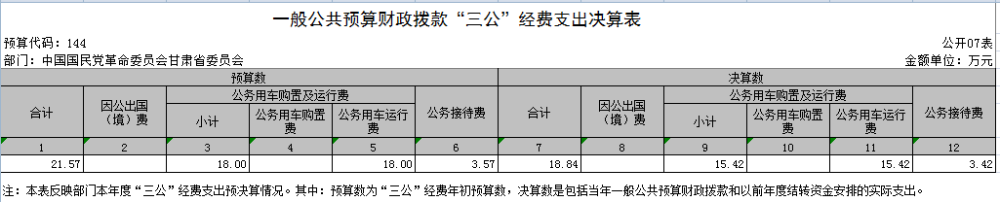 一般公共预算财政拨款“三公”经费支出决算表
预算代码：144 公开07表
部门：中国国民党革命委员会甘肃省委员会 金额单位：万元
预算数 决算数
合计 因公出国（境）费 公务用车购置及运行费 公务接待费 合计 因公出国（境）费 公务用车购置及运行费 公务接待费
小计 公务用车购置费 公务用车运行费 小计 公务用车购置费 公务用车运行费
1 2 3 4 5 6 7 8 9 10 11 12
21.57 18.00 18.00 3.57 18.84 15.42 15.42 3.42
注：本表反映部门本年度“三公”经费支出预决算情况。其中：预算数为“三公”经费年初预算数，决算数是包括当年一般公共预算财政拨款和以前年度结转资金安排的实际支出。